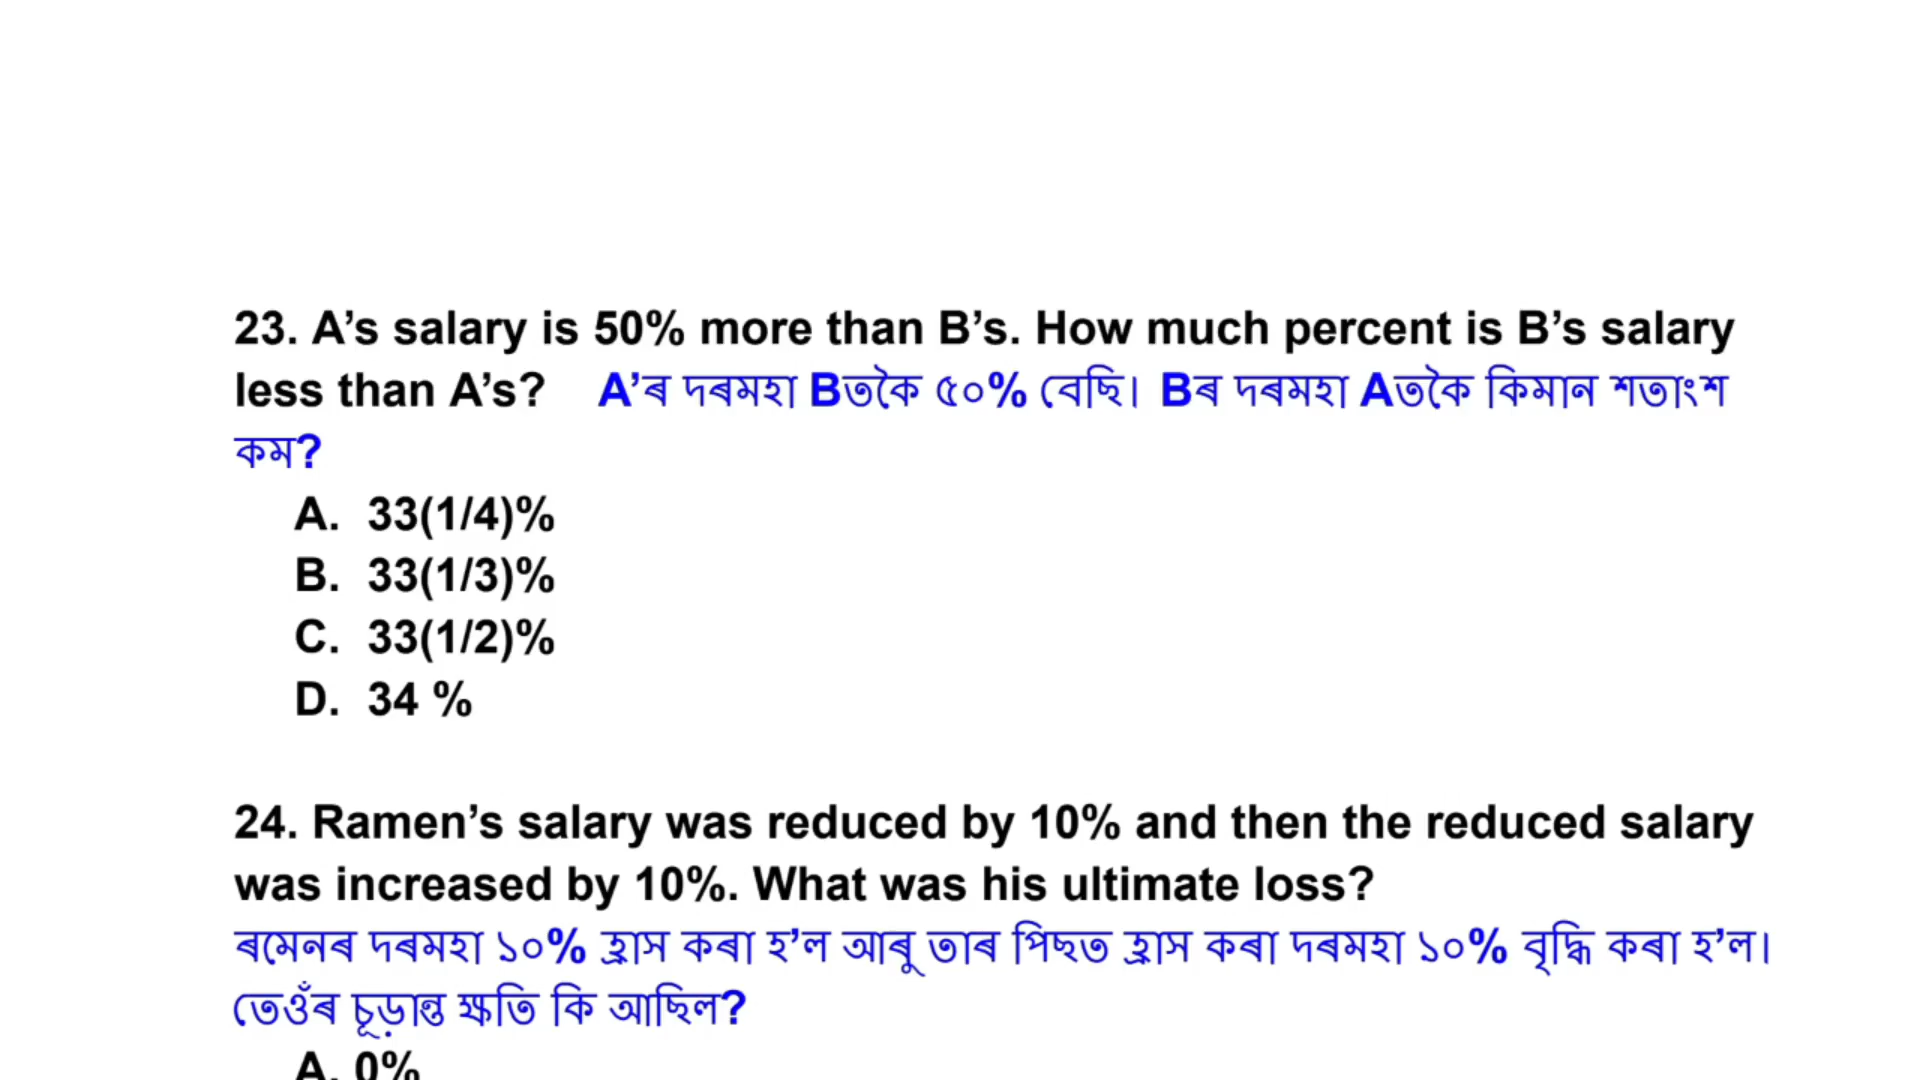 23. A’s salary is 50% more than B’s. How much percent is B’s salary
less than A’s? A’ৰ দৰমহা Bতকৈ ৫০% বেছি। Bৰ দৰমহা Aতকৈ কিমান শতাংশ
কম?
A. 33(1/4)%
B. 33(1/3)%
C. 33(1/2)%
D. 34 %
24. Ramen’s salary was reduced by 10% and then the reduced salary
was increased by 10%. What was his ultimate loss?
ৰমেনৰ দৰমহা ১০% হ্ৰাস কৰা হ’ল আৰু তাৰ পিছত হ্ৰাস কৰা দৰমহা ১০% বৃদ্ধি কৰা হ’ল।
তেওঁৰ চূড়ান্ত ক্ষতি কি আছিল?
A. 0%